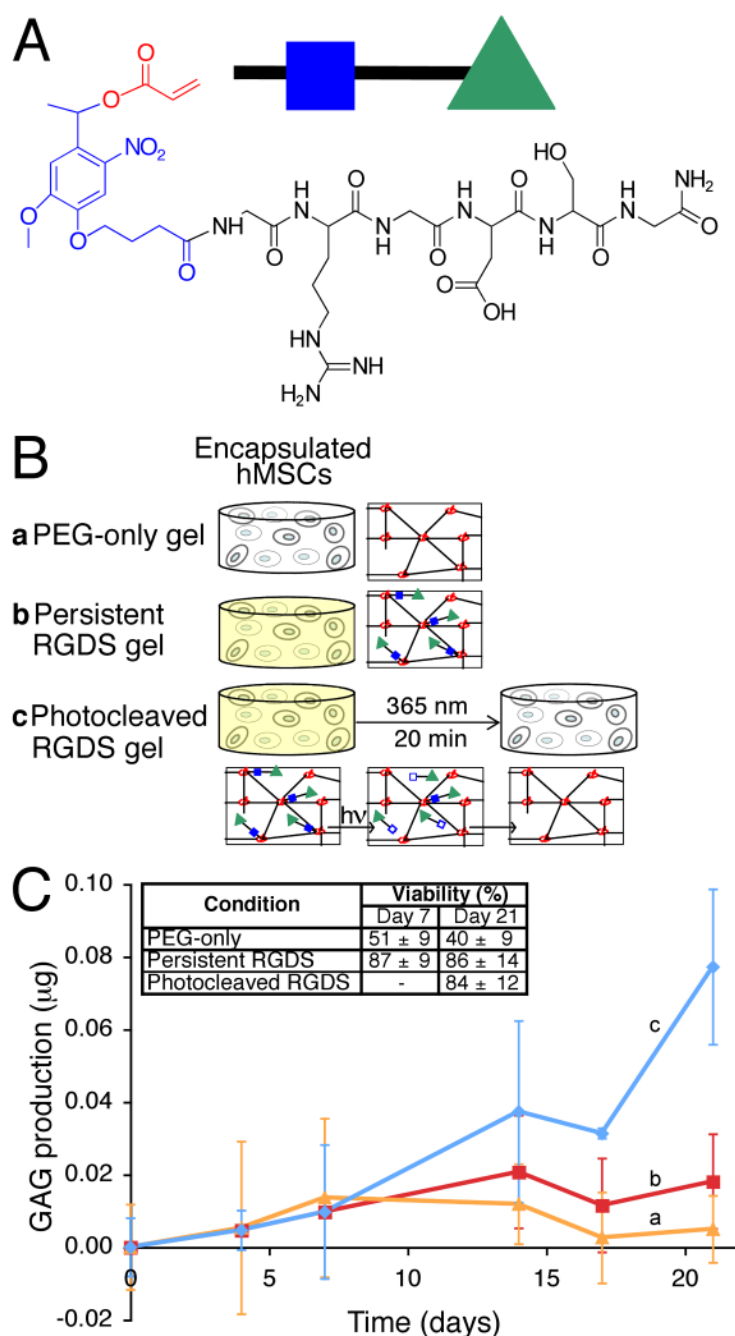 A
O
O
NO₂
O
O
O
NH
O
H
N
O
N
H
O
H
N
O
HO
N
H
O
H
N
NH₂
O
O
OH
HN
NH
H₂N
B
Encapsulated
hMSCs
a PEG-only gel
b Persistent
RGDS gel
c Photocleaved
RGDS gel
365 nm
20 min
hν
C
Condition
Viability (%)
Day 7
Day 21
PEG-only 51 ± 9 40 ± 9
Persistent RGDS 87 ± 9 86 ± 14
Photocleaved RGDS - 84 ± 12
GAG production (µg)
0.10
0.08
0.06
0.04
0.02
0.00
-0.02
c
b
a
0 5 10 15 20
Time (days)